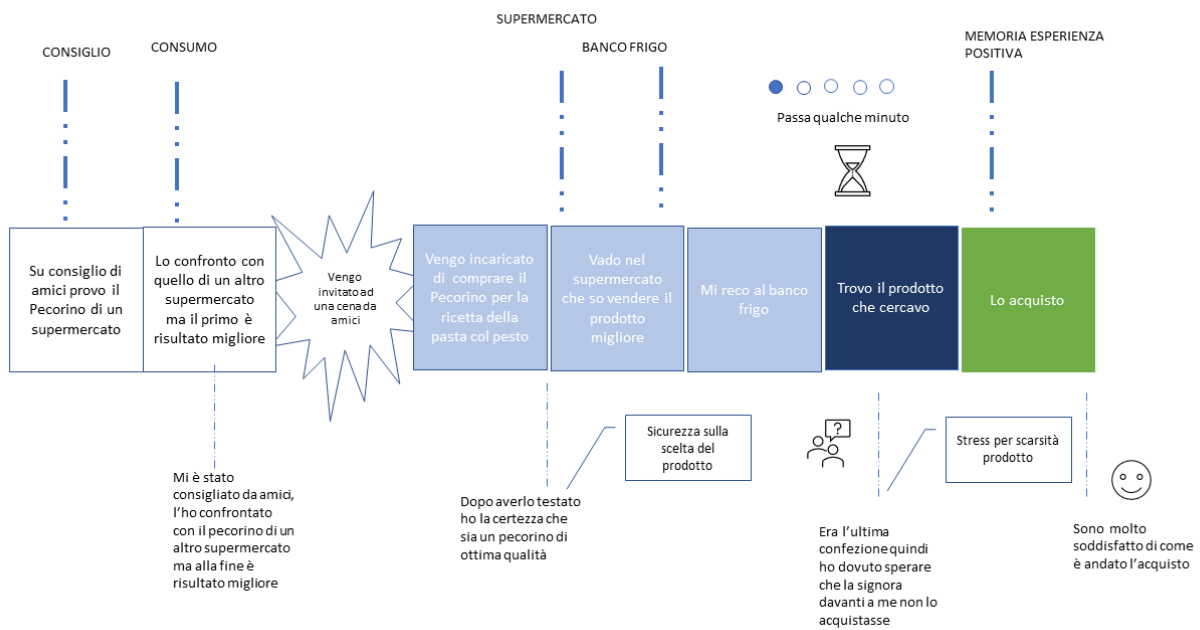 SUPERMERCATO
CONSIGLIO
CONSUMO
BANCO FRIGO
MEMORIA ESPERIENZA
POSITIVA
Passa qualche minuto
Su consiglio di
amici provo il
Pecorino di un
supermercato
Lo confronto con
quello di un altro
supermercato
ma il primo è
risultato migliore
Vengo
invitato ad
una cena da
amici
Vengo incaricato
di comprare il
Pecorino per la
ricetta della
pasta col pesto
Vado nel
supermercato
che so vendere il
prodotto
migliore
Mi reco al banco
frigo
Trovo il prodotto
che cercavo
Lo acquisto
Mi è stato
consigliato da amici,
l'ho confrontato
con il pecorino di un
altro supermercato
ma alla fine è
risultato migliore
Dopo averlo testato
ho la certezza che
sia un pecorino di
ottima qualità
Sicurezza sulla
scelta del
prodotto
?
Era l'ultima
confezione quindi
ho dovuto sperare
che la signora
davanti a me non lo
acquistasse
Stress per scarsità
prodotto
Sono molto
soddisfatto di come
è andato l'acquisto